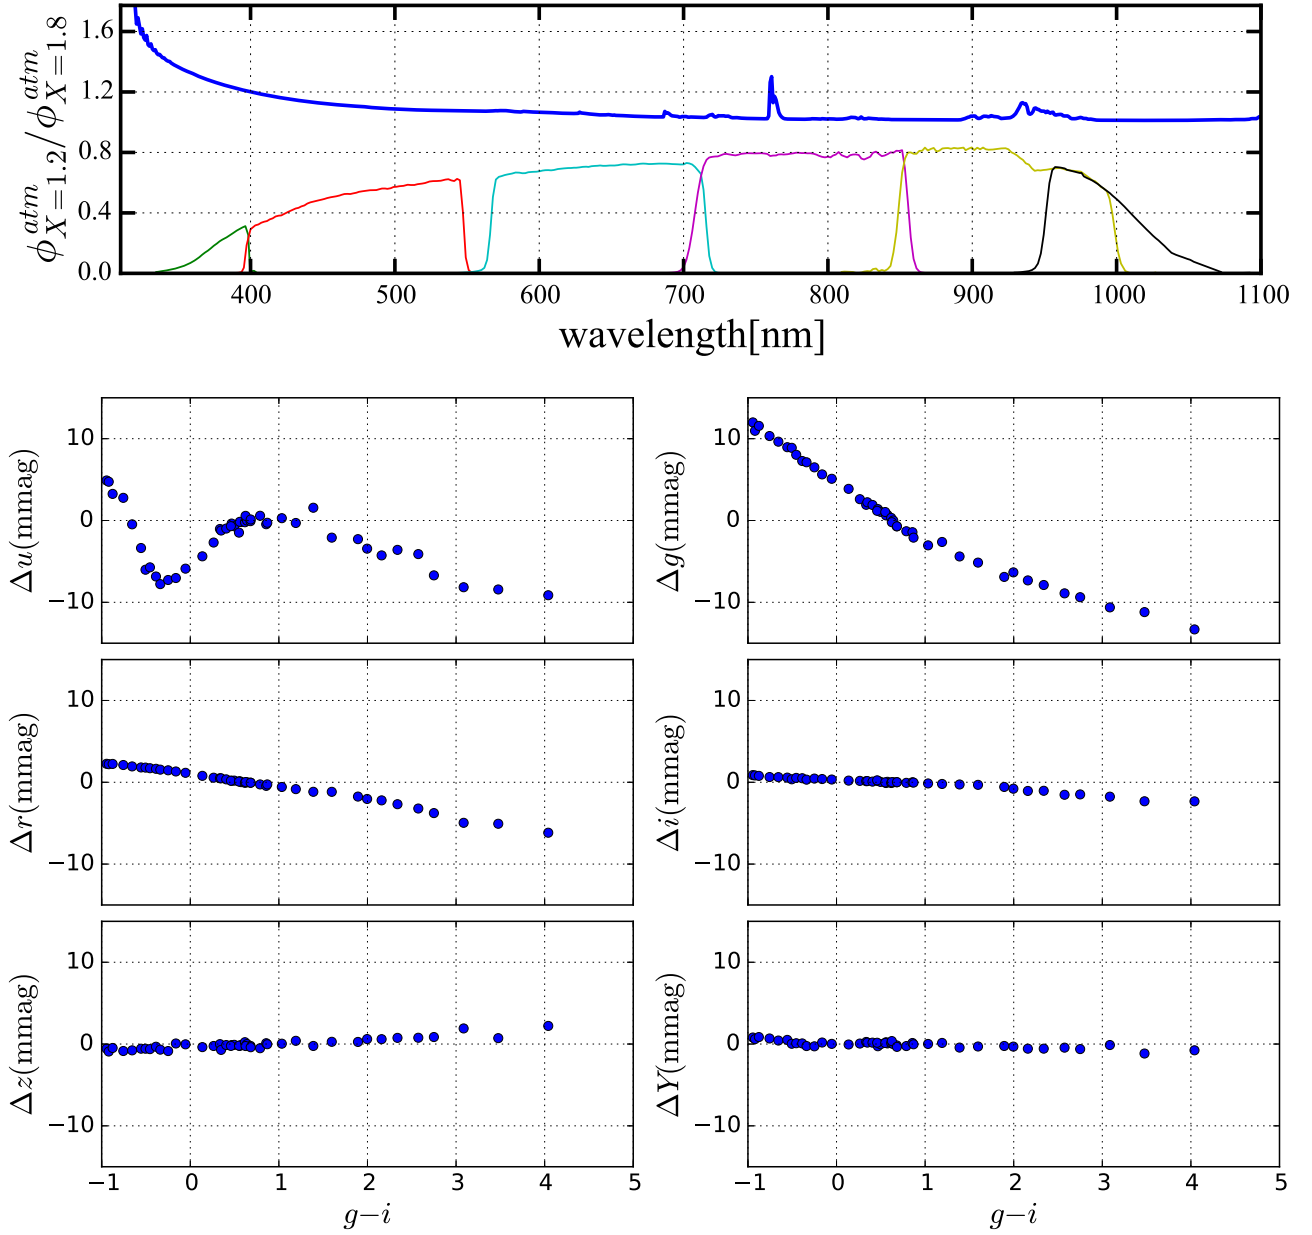 ϕ^{atm}_{X=1.2}/ϕ^{atm}_{X=1.8}
1.6
1.2
0.8
0.4
0.0
400 500 600 700 800 900 1000 1100
wavelength[nm]
Δu(mmag)
10
0
−10
Δg(mmag)
10
0
−10
Δr(mmag)
10
0
−10
Δi(mmag)
10
0
−10
Δz(mmag)
10
0
−10
−1 0 1 2 3 4 5
g−i
ΔY(mmag)
10
0
−10
−1 0 1 2 3 4 5
g−i